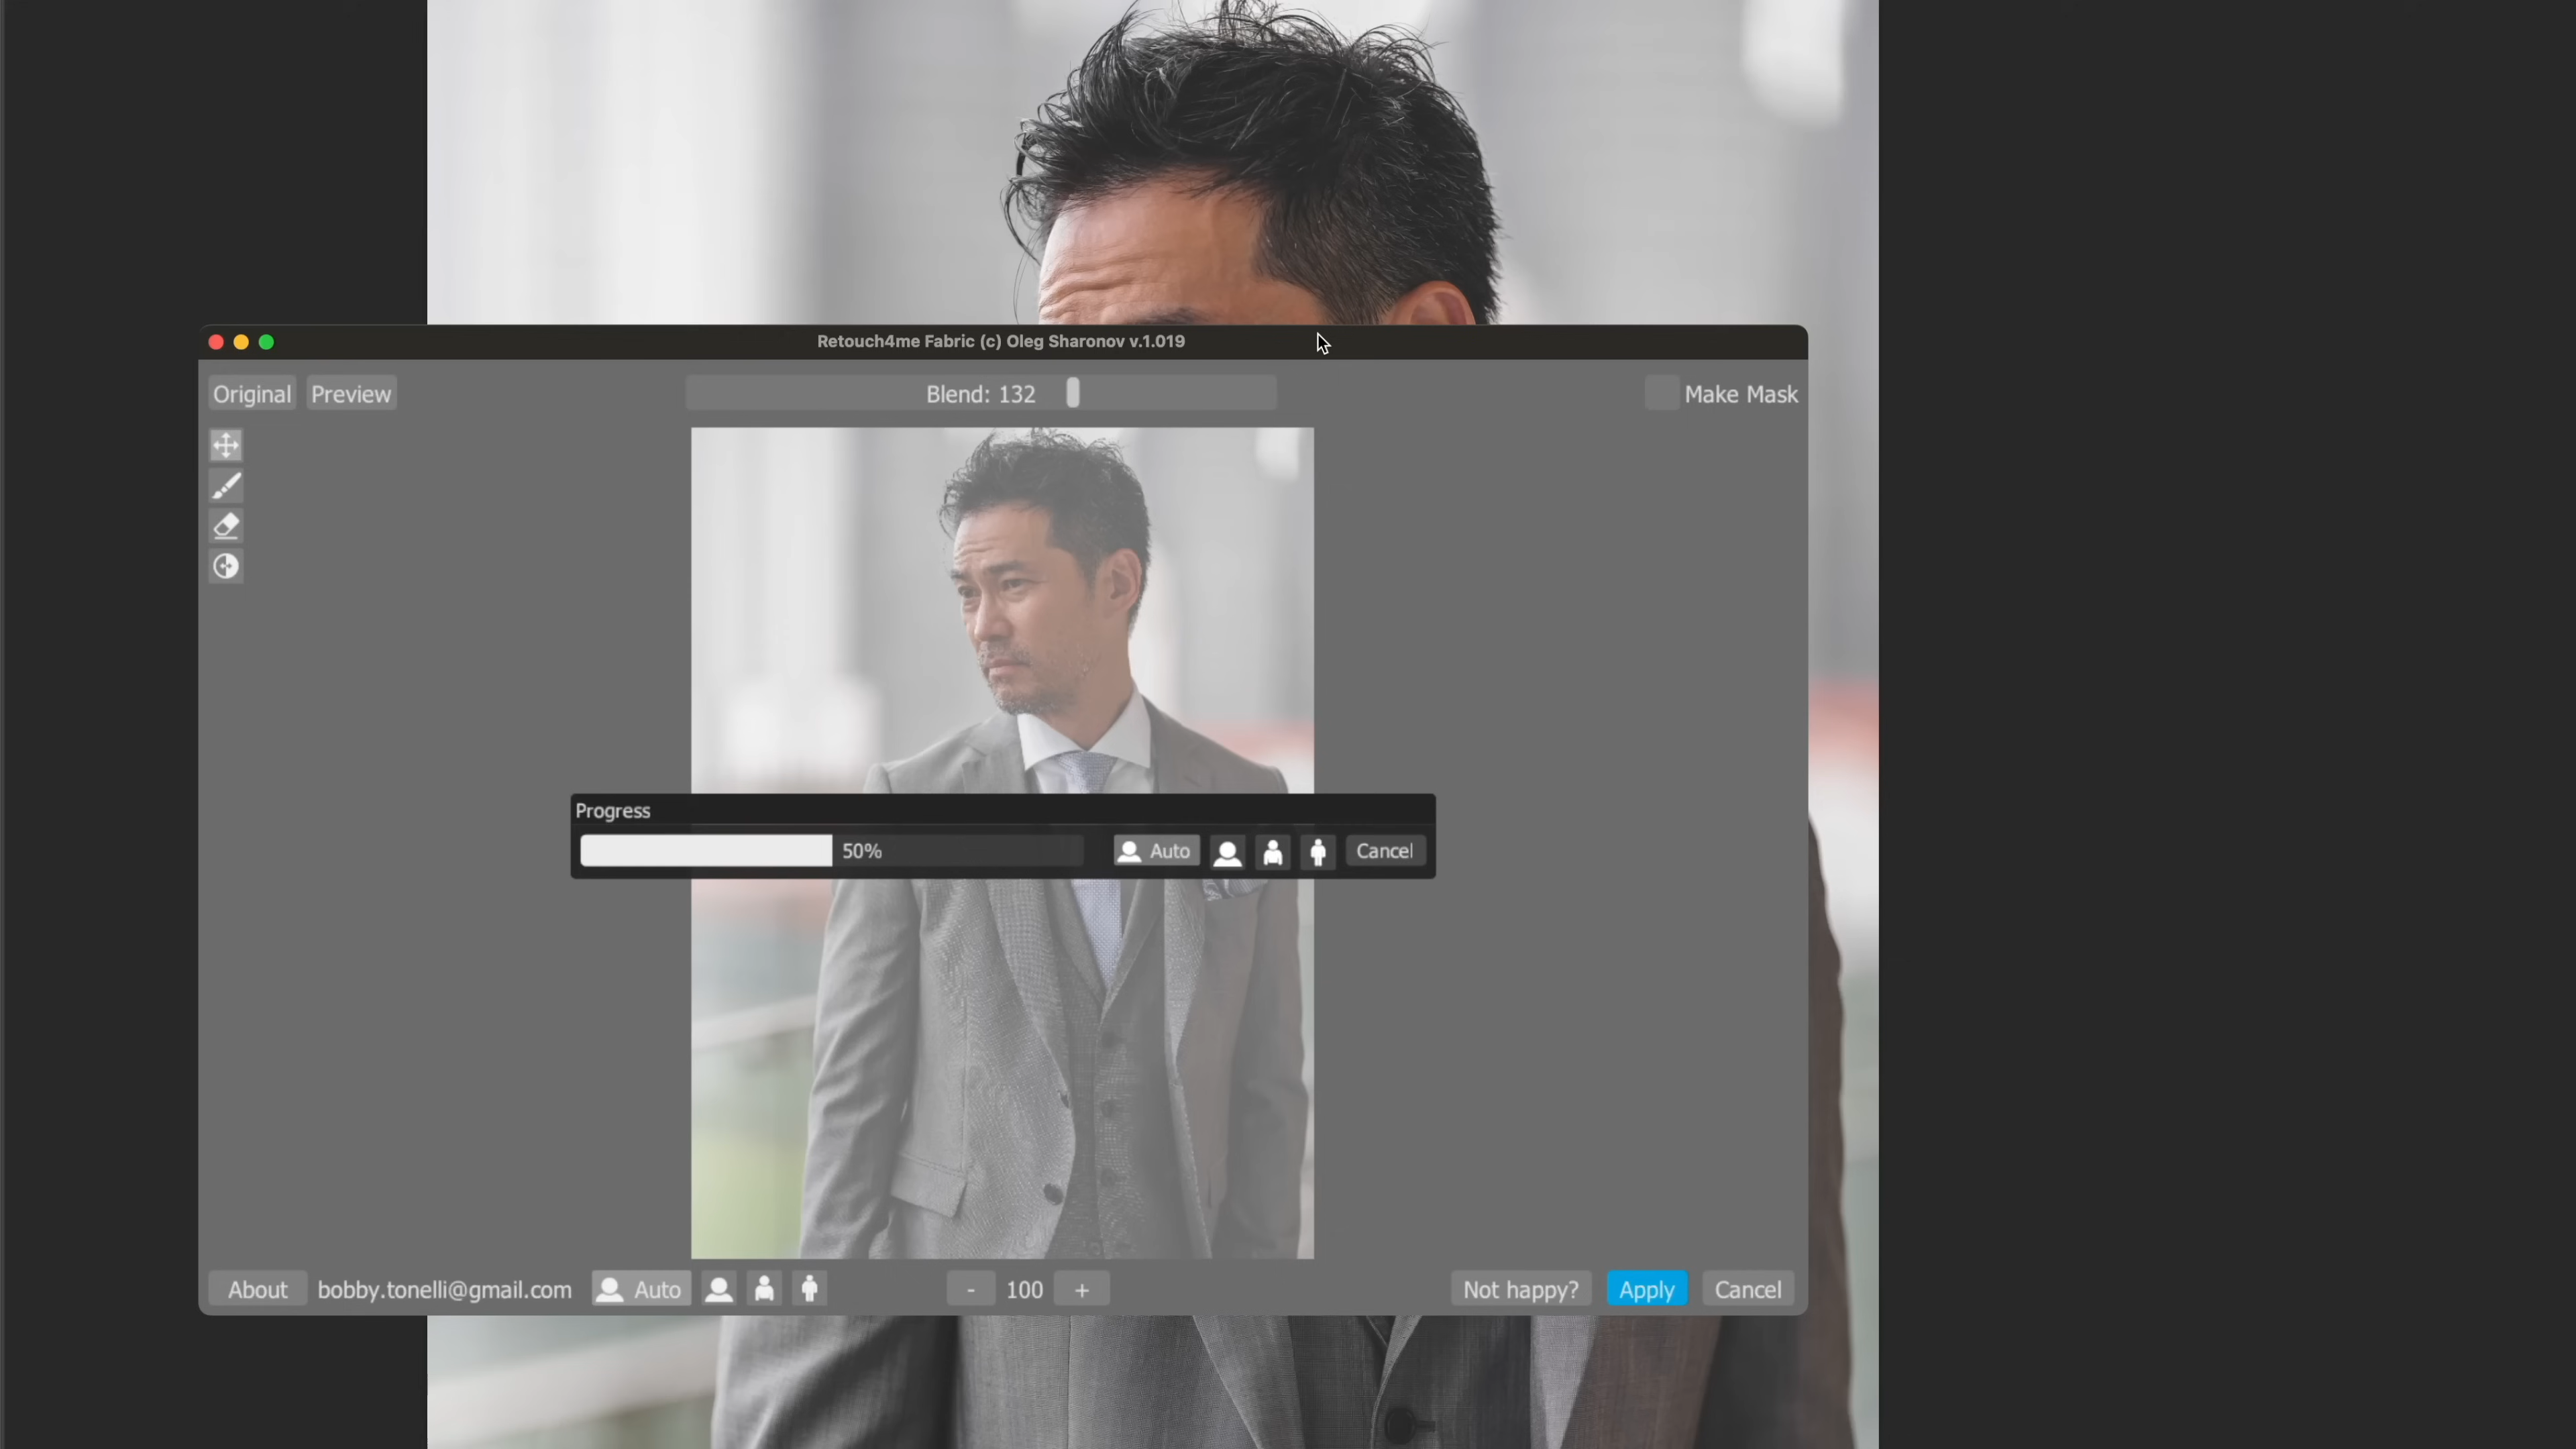 Retouch4me Fabric (c) Oleg Sharonov v.1.019
Original Preview Blend: 132 Make Mask
Progress
50% Auto Cancel
About bobby.tonelli@gmail.com Auto - 100 + Not happy? Apply Cancel